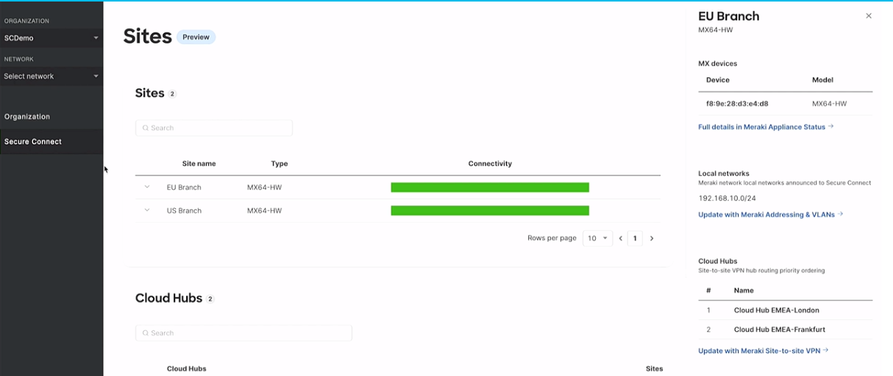 ORGANIZATION
SCDemo
NETWORK
Select network
Organization
Secure Connect
Sites Preview
Sites 2
Search
Site name Type Connectivity
EU Branch MX64-HW
US Branch MX64-HW
Rows per page 10 1
Cloud Hubs 2
Search
Cloud Hubs Sites
EU Branch
MX64-HW
MX devices
Device Model
f8:9e:28:d3:e4:d8 MX64-HW
Full details in Meraki Appliance Status
Local networks
Meraki network local networks announced to Secure Connect
192.168.10.0/24
Update with Meraki Addressing & VLANs
Cloud Hubs
Site-to-site VPN hub routing priority ordering
# Name
1 Cloud Hub EMEA-London
2 Cloud Hub EMEA-Frankfurt
Update with Meraki Site-to-site VPN